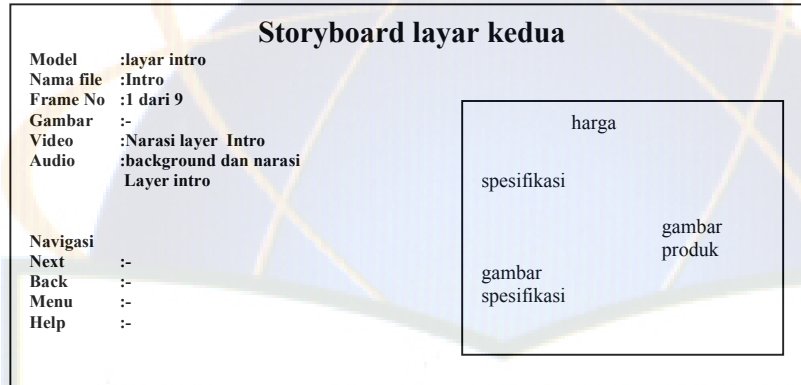 Storyboard layar kedua
Model :layar intro
Nama file :Intro
Frame No :1 dari 9
Gambar :-
Video :Narasi layer Intro
Audio :background dan narasi
Layer intro
Navigasi
Next :-
Back :-
Menu :-
Help :-
harga
spesifikasi
gambar
produk
gambar
spesifikasi